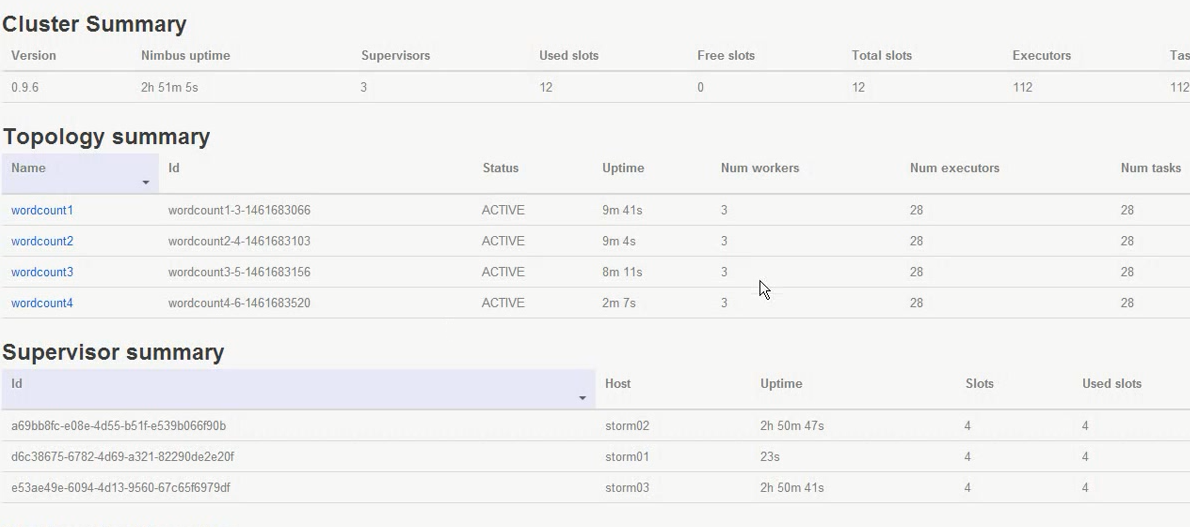 Cluster Summary
Version Nimbus uptime Supervisors Used slots Free slots Total slots Executors Tas
0.9.6 2h 51m 5s 3 12 0 12 112 112
Topology summary
Name Id Status Uptime Num workers Num executors Num tasks
wordcount1 wordcount1-3-1461683066 ACTIVE 9m 41s 3 28 28
wordcount2 wordcount2-4-1461683103 ACTIVE 9m 4s 3 28 28
wordcount3 wordcount3-5-1461683156 ACTIVE 8m 11s 3 28 28
wordcount4 wordcount4-6-1461683520 ACTIVE 2m 7s 3 28 28
Supervisor summary
Id Host Uptime Slots Used slots
a69bb8fc-e08e-4d55-b51f-e539b066f90b storm02 2h 50m 47s 4 4
d6c38675-6782-4d69-a321-82290de2e20f storm01 23s 4 4
e53ae49e-6094-4d13-9560-67c65f6979df storm03 2h 50m 41s 4 4